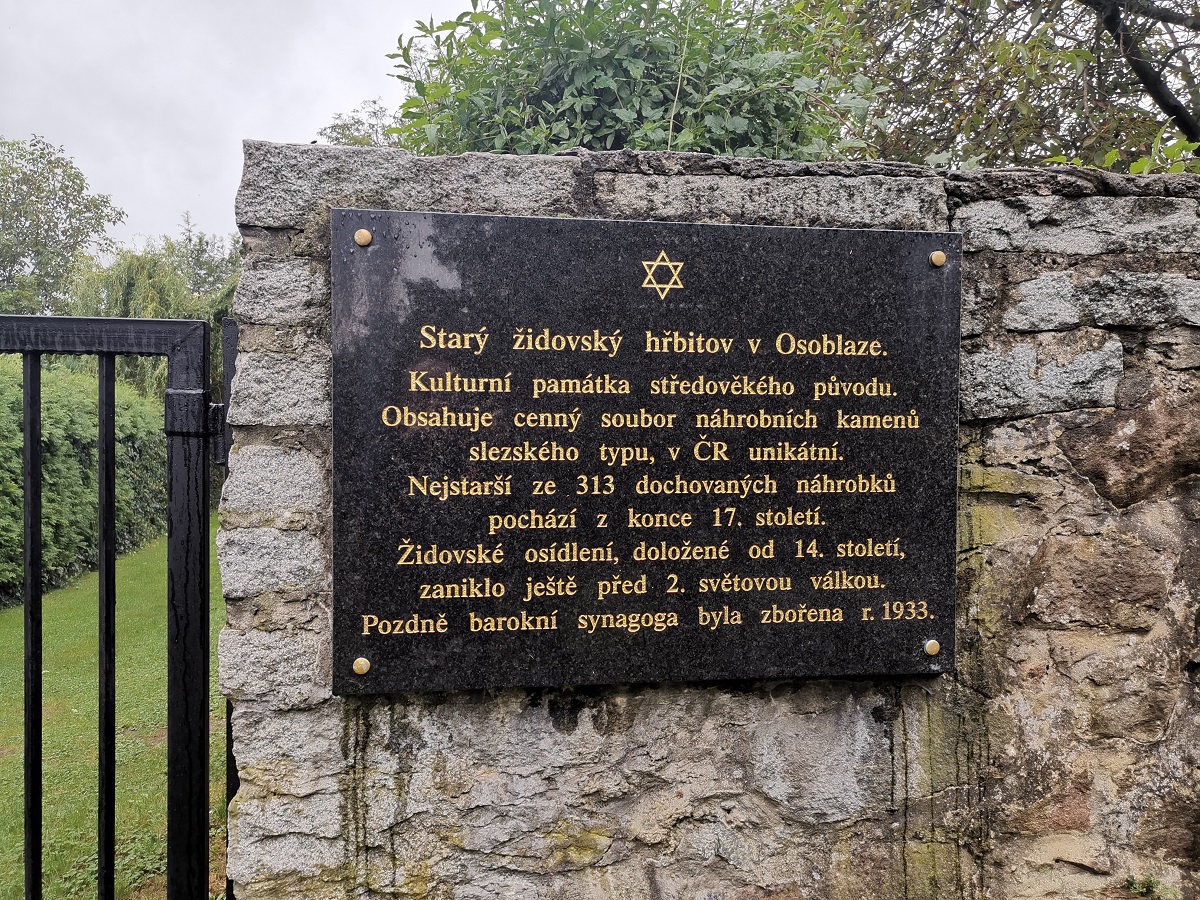 Starý židovský hřbitov v Osoblaze.
Kulturní památka středověkého původu.
Obsahuje cenný soubor náhrobních kamenů
slezského typu, v ČR unikátní.
Nejstarší ze 313 dochovaných náhrobků
pochází z konce 17. století.
Židovské osídlení, doložené od 14. století,
zaniklo ještě před 2. světovou válkou.
Pozdně barokní synagoga byla zbořena r. 1933.